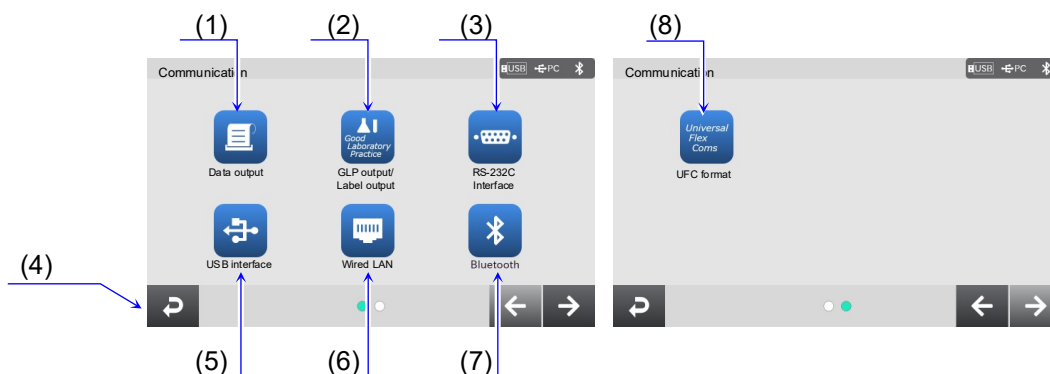 (1)
(2)
(3)
(8)
Communication
USB PC
Communication
USB PC
Good
Laboratory
Practice
Universal
Flex
Coms
Data output
GLP output/
Label output
RS-232C
Interface
UFC format
USB interface
Wired LAN
Bluetooth
(4)
(5)
(6)
(7)